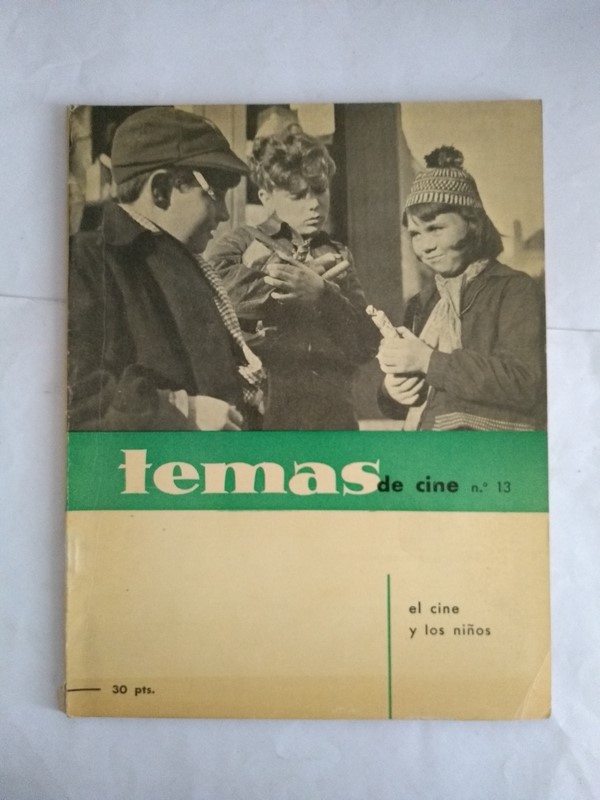 temas de cine n.º 13
el cine
y los niños
30 pts.